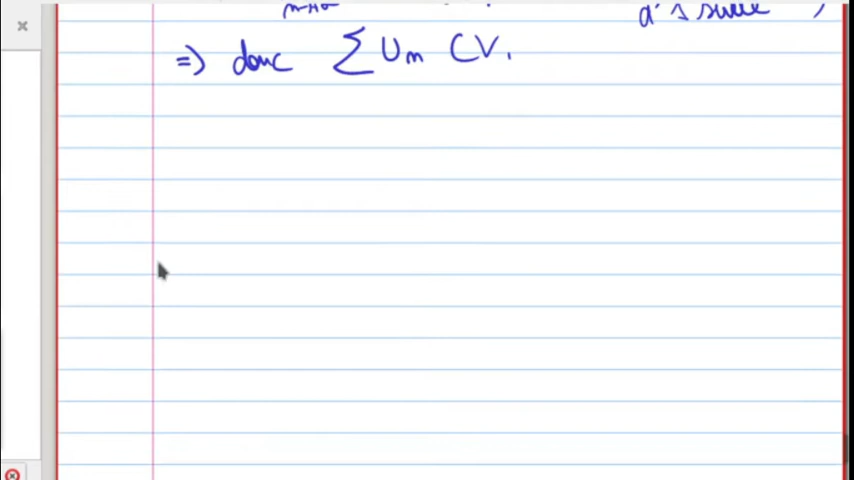 n→+∞
=> donc ∑ Un CV.